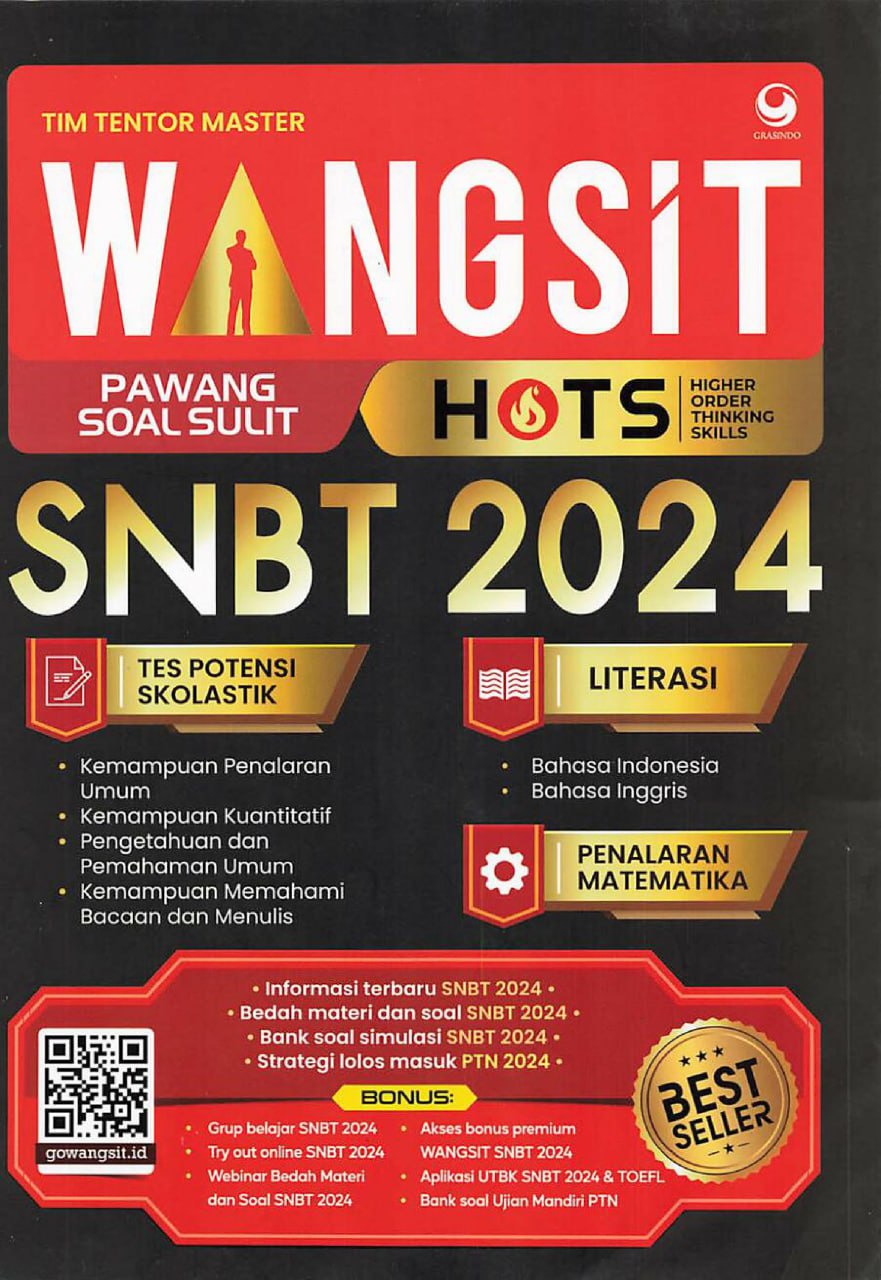 TIM TENTOR MASTER
GRASINDO
WANGSIT
PAWANG
SOAL SULIT
HOTS
HIGHER
ORDER
THINKING
SKILLS
SNBT 2024
TES POTENSI
SKOLASTIK
• Kemampuan Penalaran
Umum
• Kemampuan Kuantitatif
• Pengetahuan dan
Pemahaman Umum
• Kemampuan Memahami
Bacaan dan Menulis
LITERASI
• Bahasa Indonesia
• Bahasa Inggris
PENALARAN
MATEMATIKA
• Informasi terbaru SNBT 2024 •
• Bedah materi dan soal SNBT 2024 •
• Bank soal simulasi SNBT 2024 •
• Strategi lolos masuk PTN 2024 •
gowangsit.id
BONUS:
• Grup belajar SNBT 2024
• Try out online SNBT 2024
• Webinar Bedah Materi
dan Soal SNBT 2024
• Akses bonus premium
WANGSIT SNBT 2024
• Aplikasi UTBK SNBT 2024 & TOEFL
• Bank soal Ujian Mandiri PTN
BEST
SELLER